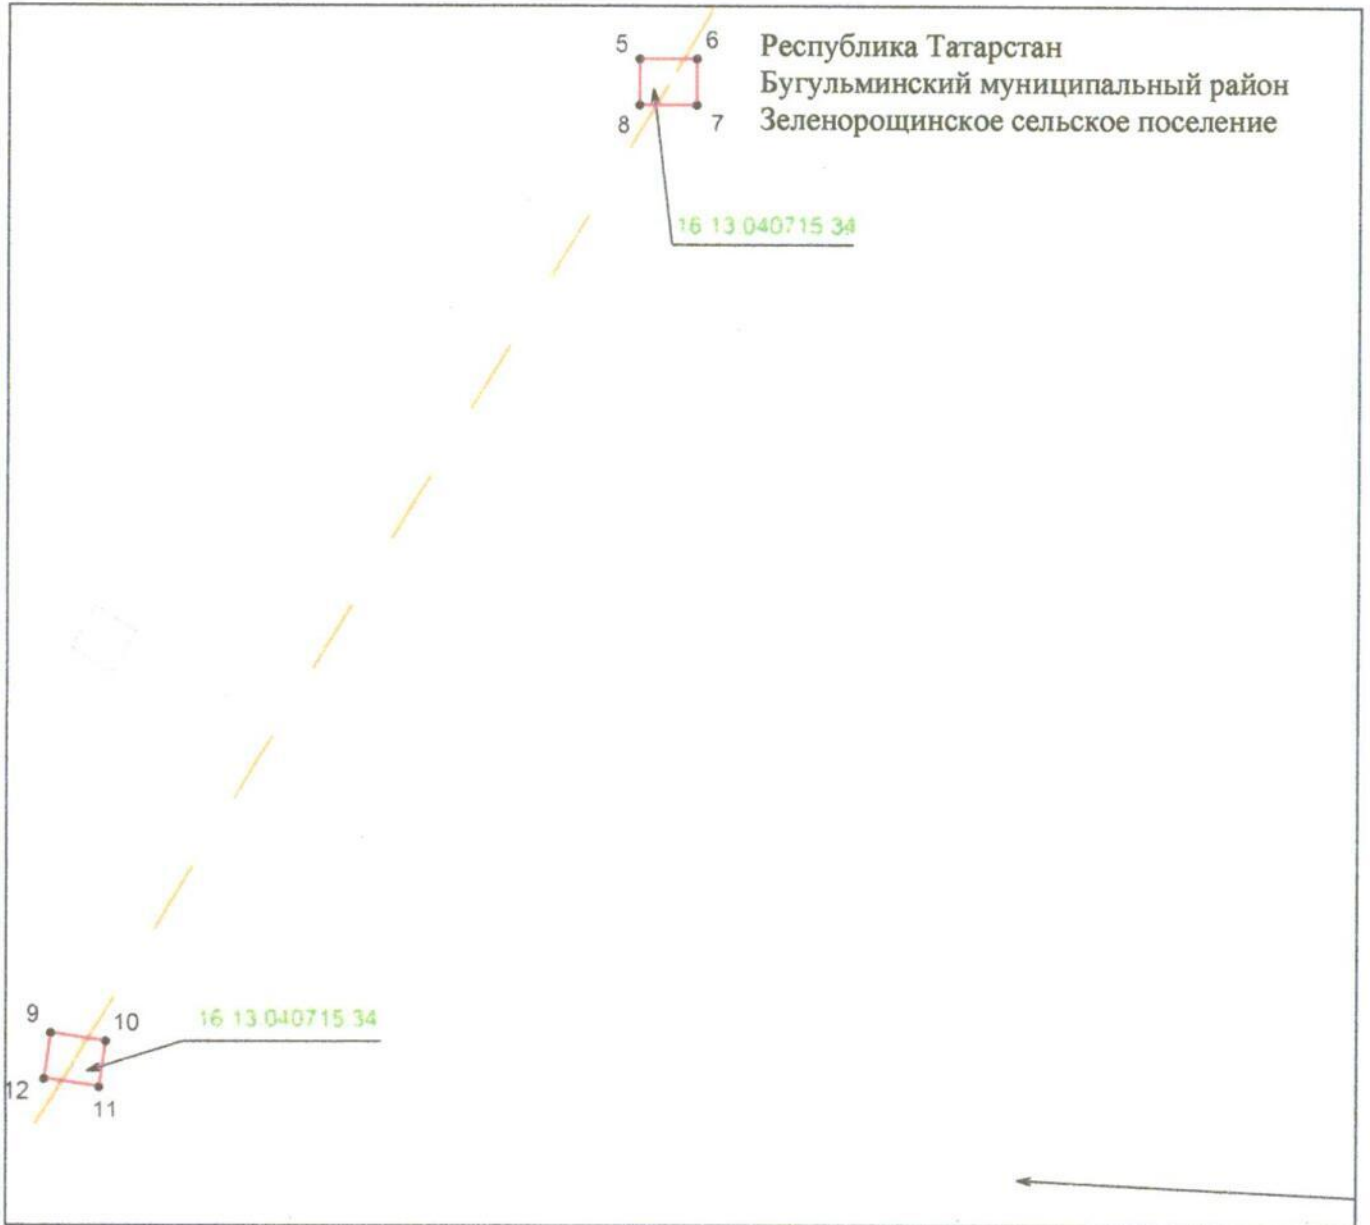 5 6
Республика Татарстан
Бугульминский муниципальный район
8 7
Зеленорощинское сельское поселение
16 13 040715 34
9 10
16 13 040715 34
12 11